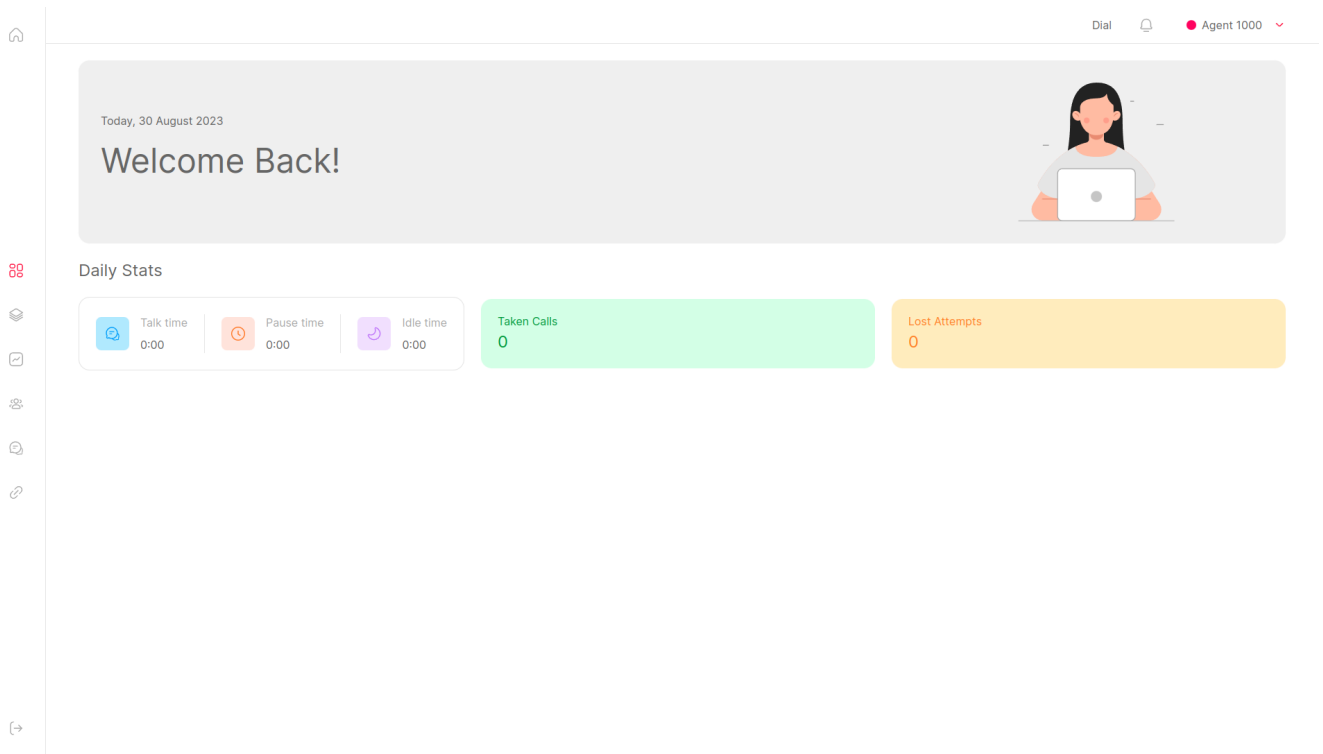 Dial
Agent 1000
Today, 30 August 2023
Welcome Back!
Daily Stats
Talk time
0:00
Pause time
0:00
Idle time
0:00
Taken Calls
0
Lost Attempts
0